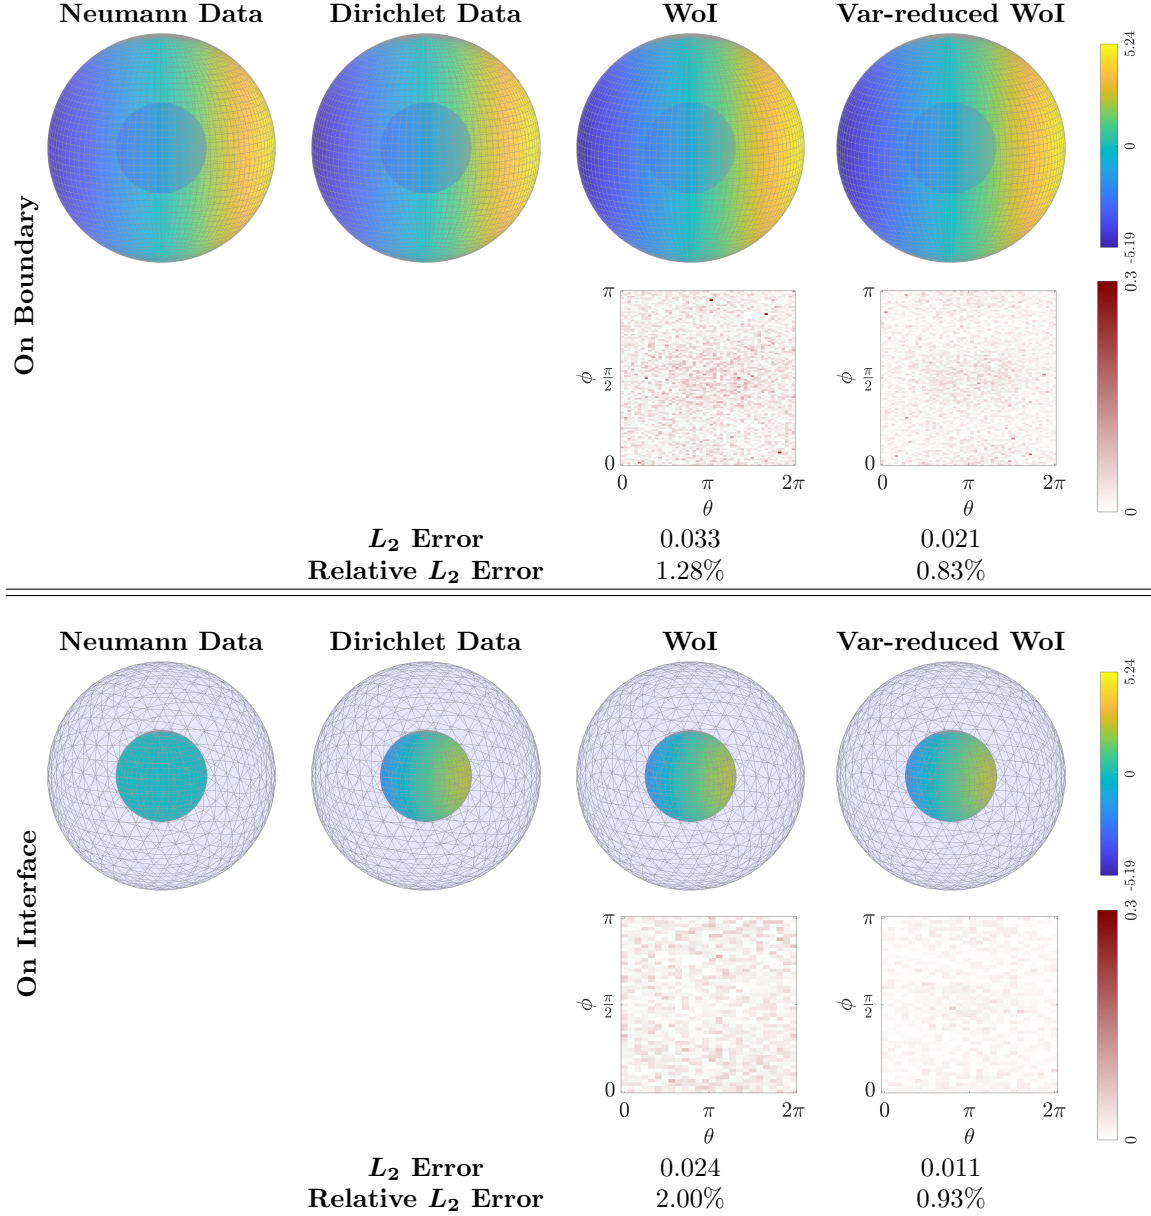 Neumann Data Dirichlet Data WoI Var-reduced WoI
5.24
0
-5.19
On Boundary
π
φ π/2
0
0 π 2π
θ
π
φ π/2
0
0 π 2π
θ
0.3
0
L₂ Error 0.033 0.021
Relative L₂ Error 1.28% 0.83%
Neumann Data Dirichlet Data WoI Var-reduced WoI
5.24
0
-5.19
On Interface
π
φ π/2
0
0 π 2π
θ
π
φ π/2
0
0 π 2π
θ
0.3
0
L₂ Error 0.024 0.011
Relative L₂ Error 2.00% 0.93%